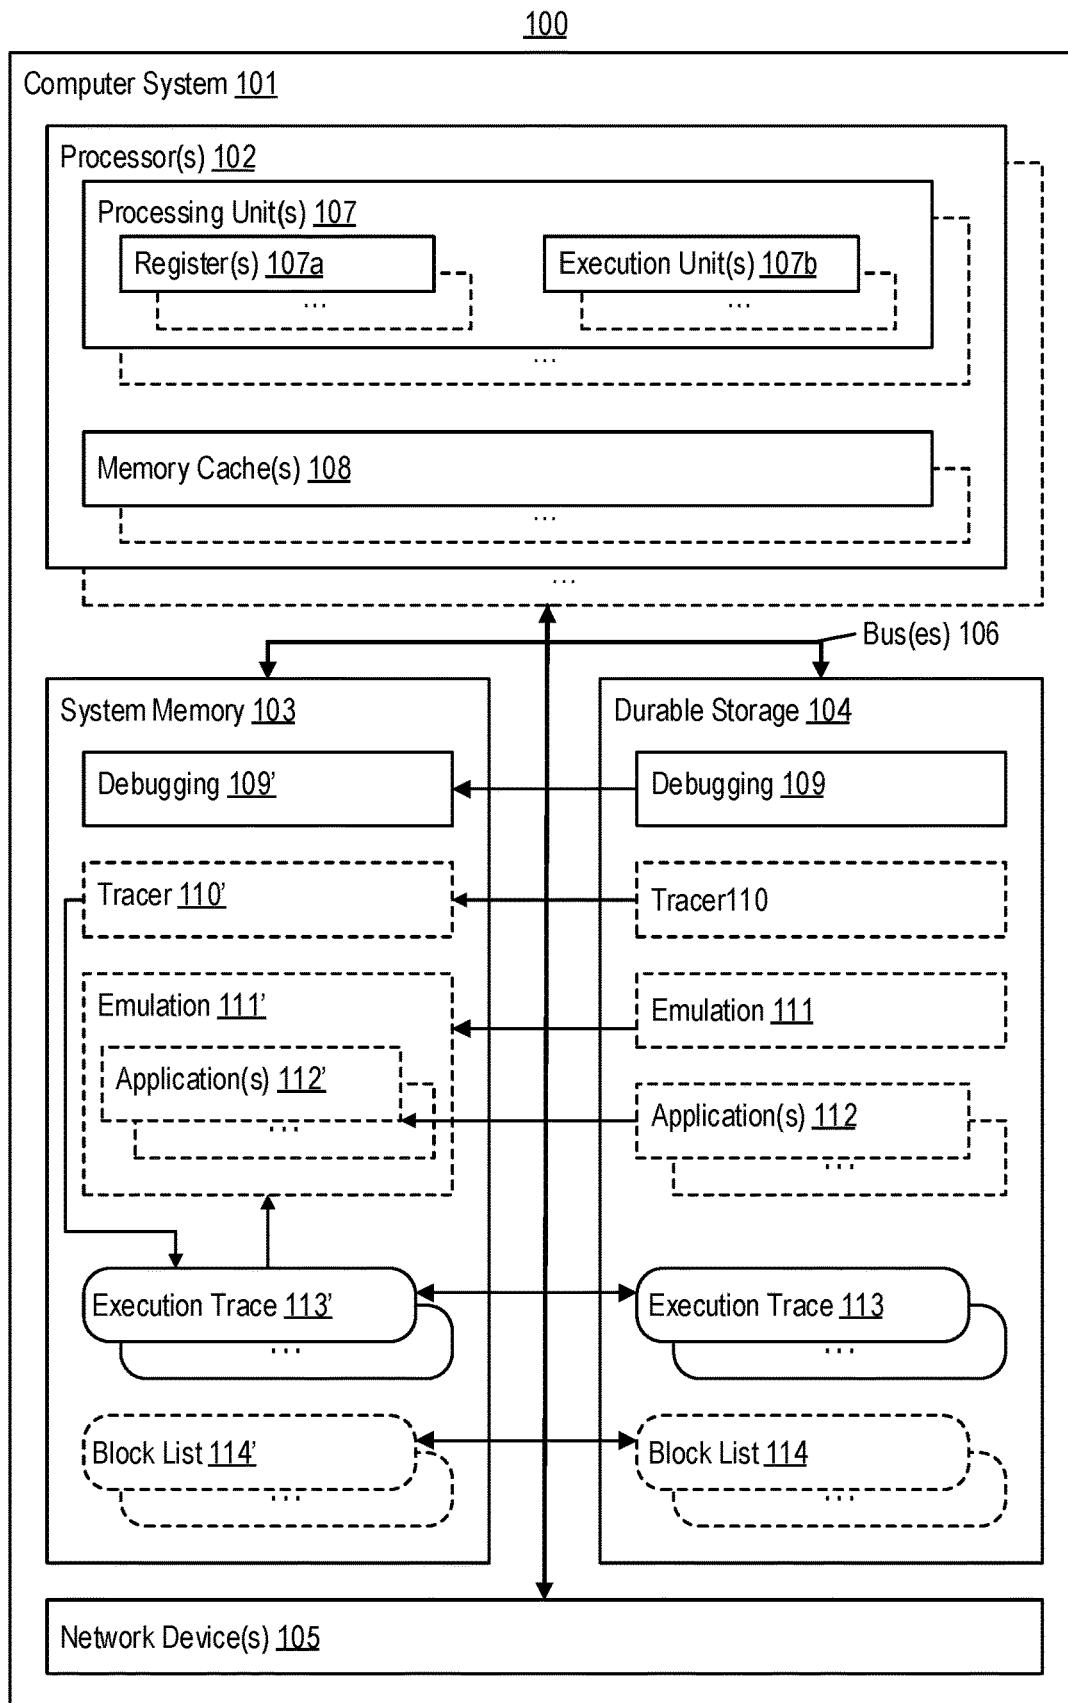 100
Computer System 101
Processor(s) 102
Processing Unit(s) 107
Register(s) 107a
Execution Unit(s) 107b
...
...
...
Memory Cache(s) 108
...
...
Bus(es) 106
System Memory 103
Durable Storage 104
Debugging 109’
Debugging 109
Tracer 110’
Tracer110
Emulation 111’
Emulation 111
Application(s) 112’
Application(s) 112
...
...
Execution Trace 113’
Execution Trace 113
...
...
Block List 114’
Block List 114
...
...
Network Device(s) 105